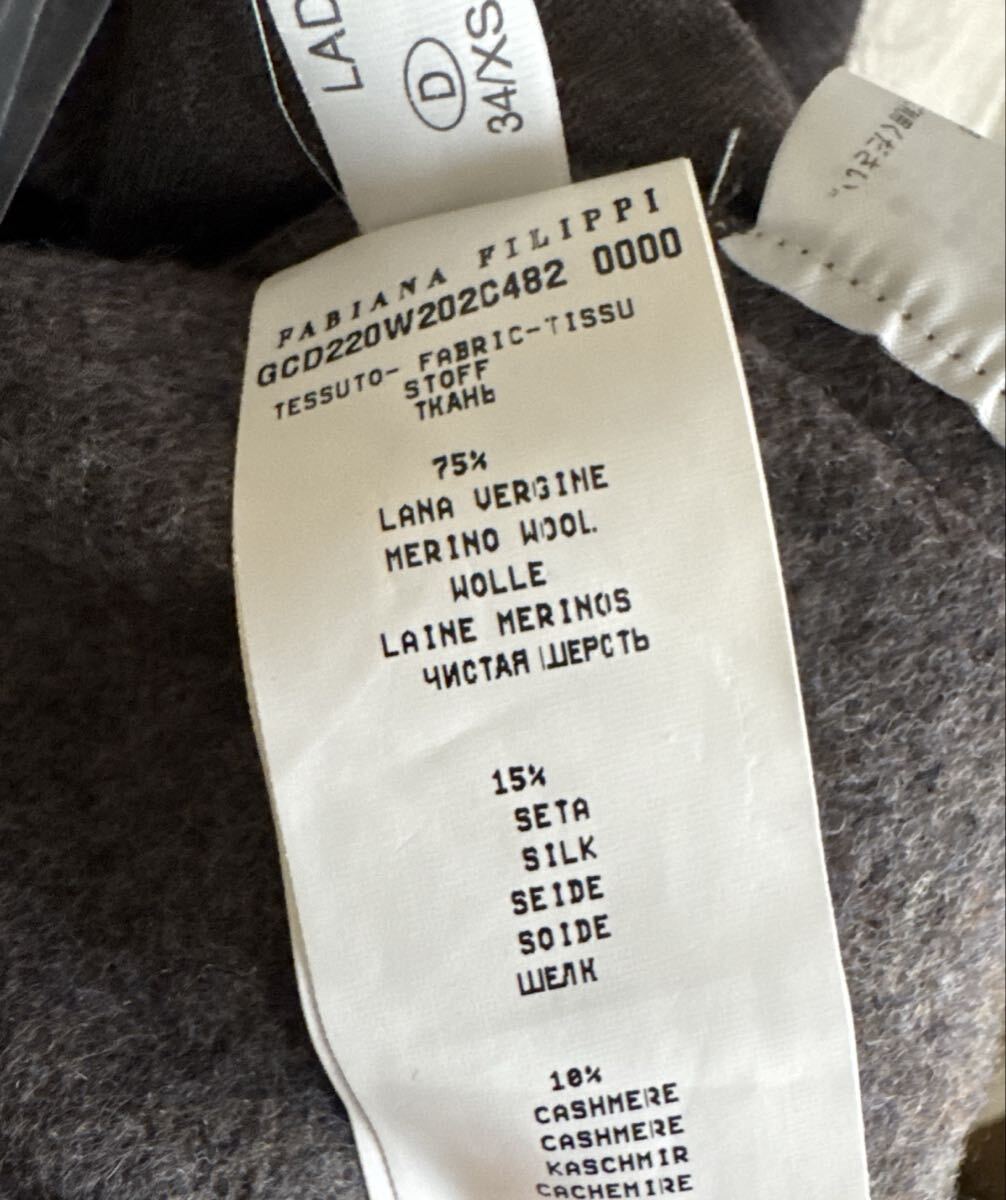 LAD
D
34/XS
FABIANA FILIPPI
GCD220W202C482 0000
TESSUTO- FABRIC-TISSU
STOFF
ТКАНЬ
75%
LANA VERGINE
MERINO WOOL.
WOLLE
LAINE MERINOS
ЧИСТАЯ ШЕРСТЬ
15%
SETA
SILK
SEIDE
SOIDE
ШЕЛК
10%
CASHMERE
CASHMERE
KASCHMIR
CACHEMIRE